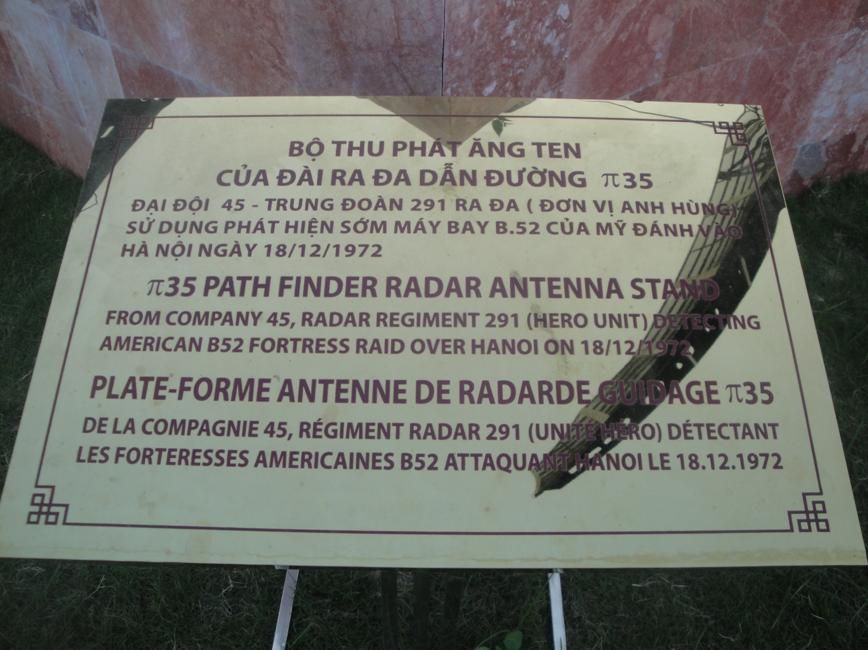 BỘ THU PHÁT ĂNG TEN
CỦA ĐÀI RA ĐA DẪN ĐƯỜNG π35
ĐẠI ĐỘI 45 - TRUNG ĐOÀN 291 RA ĐA ( ĐƠN VỊ ANH HÙNG)
SỬ DỤNG PHÁT HIỆN SỚM MÁY BAY B.52 CỦA MỸ ĐÁNH VÀO
HÀ NỘI NGÀY 18/12/1972
π35 PATH FINDER RADAR ANTENNA STAND
FROM COMPANY 45, RADAR REGIMENT 291 (HERO UNIT) DETECTING
AMERICAN B52 FORTRESS RAID OVER HANOI ON 18/12/1972
PLATE-FORME ANTENNE DE RADARDE GUIDAGE π35
DE LA COMPAGNIE 45, RÉGIMENT RADAR 291 (UNITÉ HÉRO) DÉTECTANT
LES FORTERESSES AMERICAINES B52 ATTAQUANT HANOI LE 18.12.1972